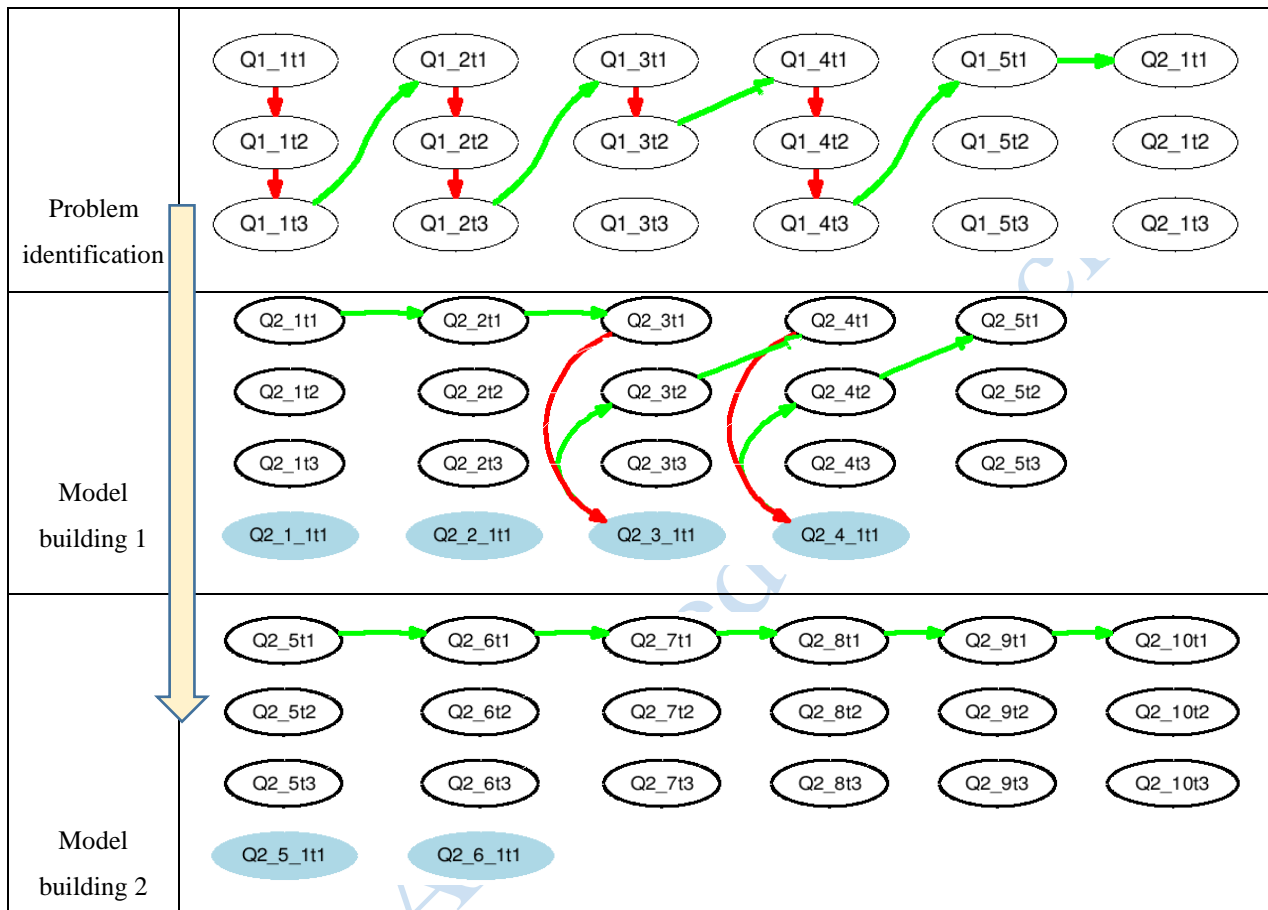 Q1_1t1 Q1_2t1 Q1_3t1 Q1_4t1 Q1_5t1 Q2_1t1
Q1_1t2 Q1_2t2 Q1_3t2 Q1_4t2 Q1_5t2 Q2_1t2
Q1_1t3 Q1_2t3 Q1_3t3 Q1_4t3 Q1_5t3 Q2_1t3
Problem
identification
Q2_1t1 Q2_2t1 Q2_3t1 Q2_4t1 Q2_5t1
Q2_1t2 Q2_2t2 Q2_3t2 Q2_4t2 Q2_5t2
Q2_1t3 Q2_2t3 Q2_3t3 Q2_4t3 Q2_5t3
Q2_1_1t1 Q2_2_1t1 Q2_3_1t1 Q2_4_1t1
Model
building 1
Q2_5t1 Q2_6t1 Q2_7t1 Q2_8t1 Q2_9t1 Q2_10t1
Q2_5t2 Q2_6t2 Q2_7t2 Q2_8t2 Q2_9t2 Q2_10t2
Q2_5t3 Q2_6t3 Q2_7t3 Q2_8t3 Q2_9t3 Q2_10t3
Q2_5_1t1 Q2_6_1t1
Model
building 2